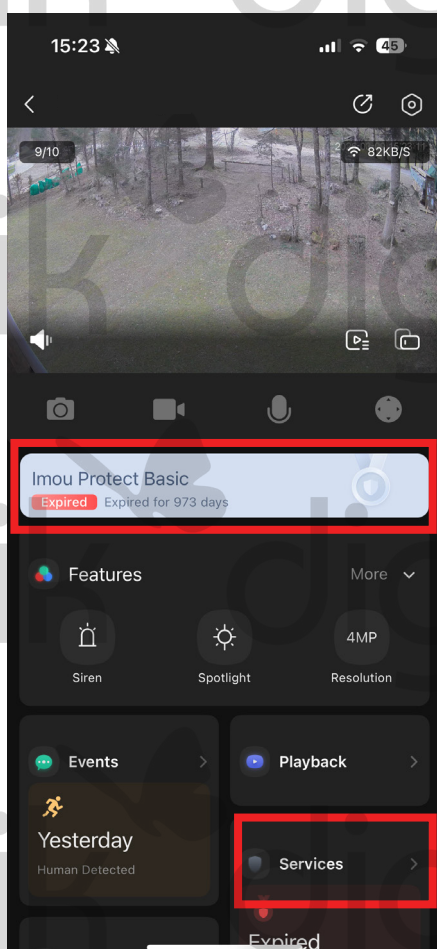 15:23
45
9/10
82KB/S
Imou Protect Basic
Expired Expired for 973 days
Features More
4MP
Siren Spotlight Resolution
Events
Playback
Yesterday
Human Detected
Services
Expired